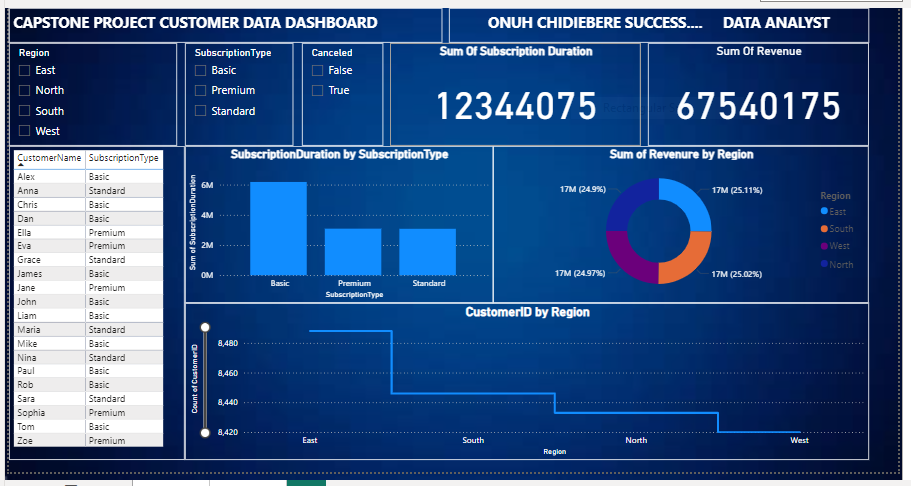 CAPSTONE PROJECT CUSTOMER DATA DASHBOARD
ONUH CHIDIEBERE SUCCESS.... DATA ANALYST
Region
East
North
South
West
SubscriptionType
Basic
Premium
Standard
Canceled
False
True
Sum Of Subscription Duration
12344075
Sum Of Revenue
67540175
CustomerName SubscriptionType
Alex Basic
Anna Standard
Chris Basic
Dan Basic
Ella Premium
Eva Premium
Grace Standard
James Basic
Jane Premium
John Basic
Liam Basic
Maria Standard
Mike Basic
Nina Standard
Paul Basic
Rob Basic
Sara Standard
Sophia Premium
Tom Basic
Zoe Premium
SubscriptionDuration by SubscriptionType
Sum of SubscriptionDuration
6M
4M
2M
0M
Basic Premium Standard
SubscriptionType
Sum of Revenure by Region
17M (24.9%)
17M (25.11%)
17M (24.97%)
17M (25.02%)
Region
East
South
West
North
CustomerID by Region
Count of CustomerID
8,480
8,460
8,440
8,420
East South North West
Region